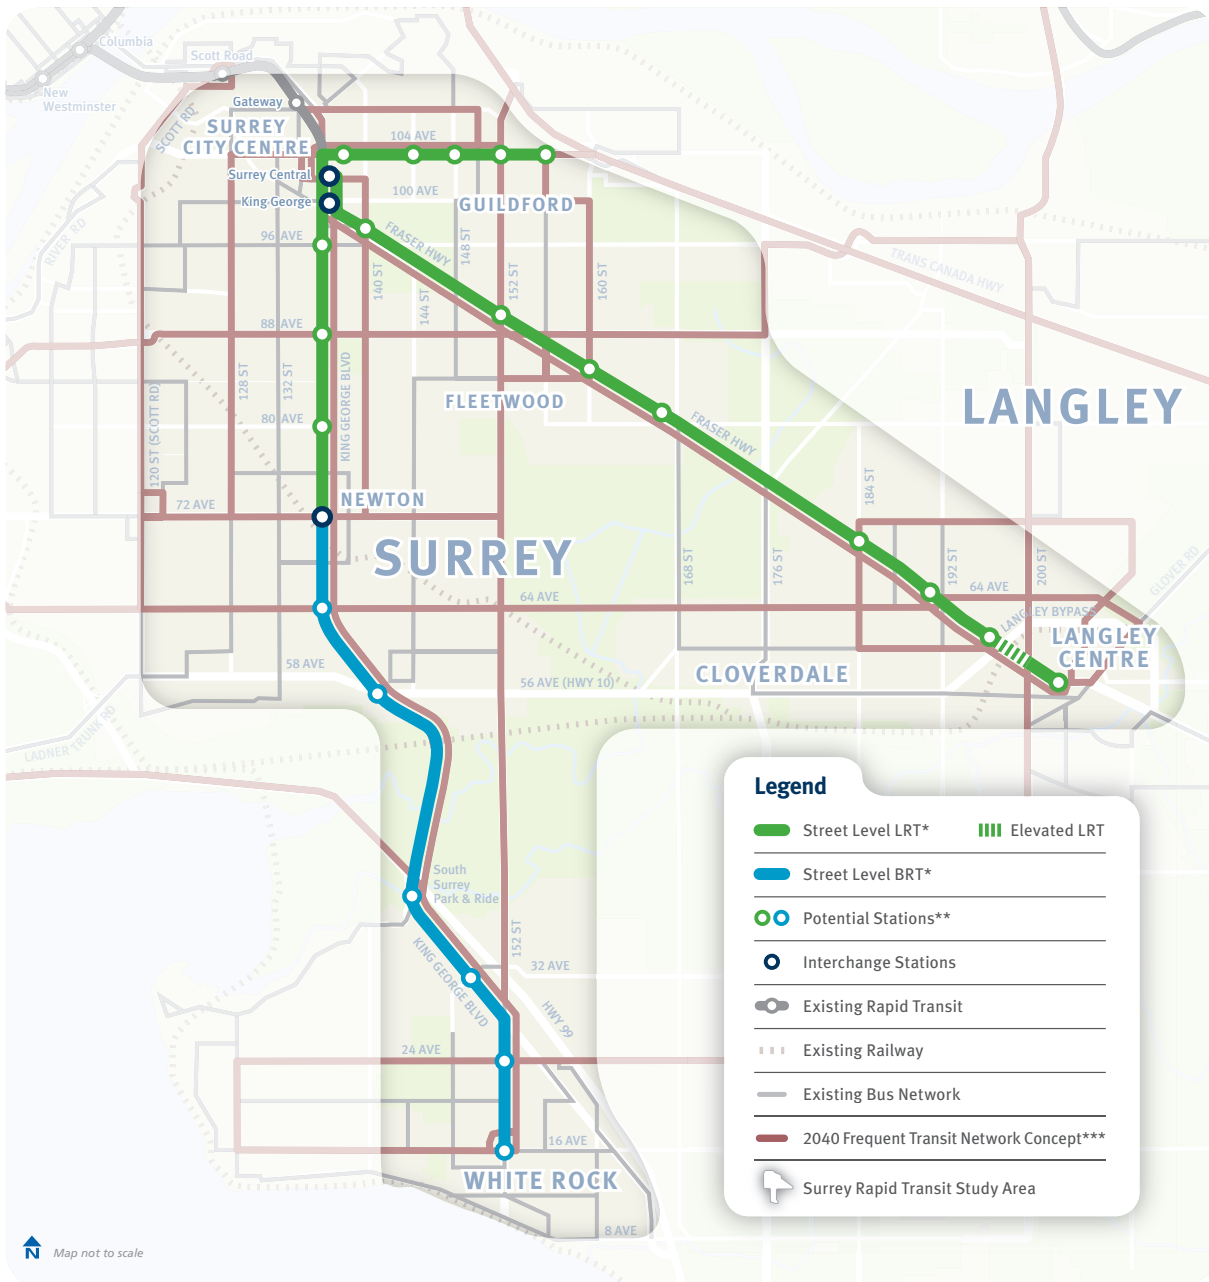 Columbia
Scott Road
New
Westminster
Gateway
SCOTT RD
SURREY
CITY CENTRE
104 AVE
Surrey Central
100 AVE
King George
GUILDFORD
RIVER RD
96 AVE
FRASER HWY
148 ST
140 ST
144 ST
152 ST
160 ST
TRANS CANADA HWY
88 AVE
128 ST
132 ST
KING GEORGE BLVD
120 ST (SCOTT RD)
FLEETWOOD
LANGLEY
80 AVE
FRASER HWY
184 ST
72 AVE
NEWTON
SURREY
168 ST
176 ST
192 ST
200 ST
GLOVER RD
64 AVE
64 AVE
LANGLEY BYPASS
LANGLEY
CENTRE
58 AVE
CLOVERDALE
56 AVE (HWY 10)
LADNER TRUNK RD
South
Surrey
Park & Ride
152 ST
KING GEORGE BLVD
32 AVE
HWY 99
24 AVE
16 AVE
WHITE ROCK
8 AVE
Legend
Street Level LRT*
Elevated LRT
Street Level BRT*
Potential Stations**
Interchange Stations
Existing Rapid Transit
Existing Railway
Existing Bus Network
2040 Frequent Transit Network Concept***
Surrey Rapid Transit Study Area
N
Map not to scale